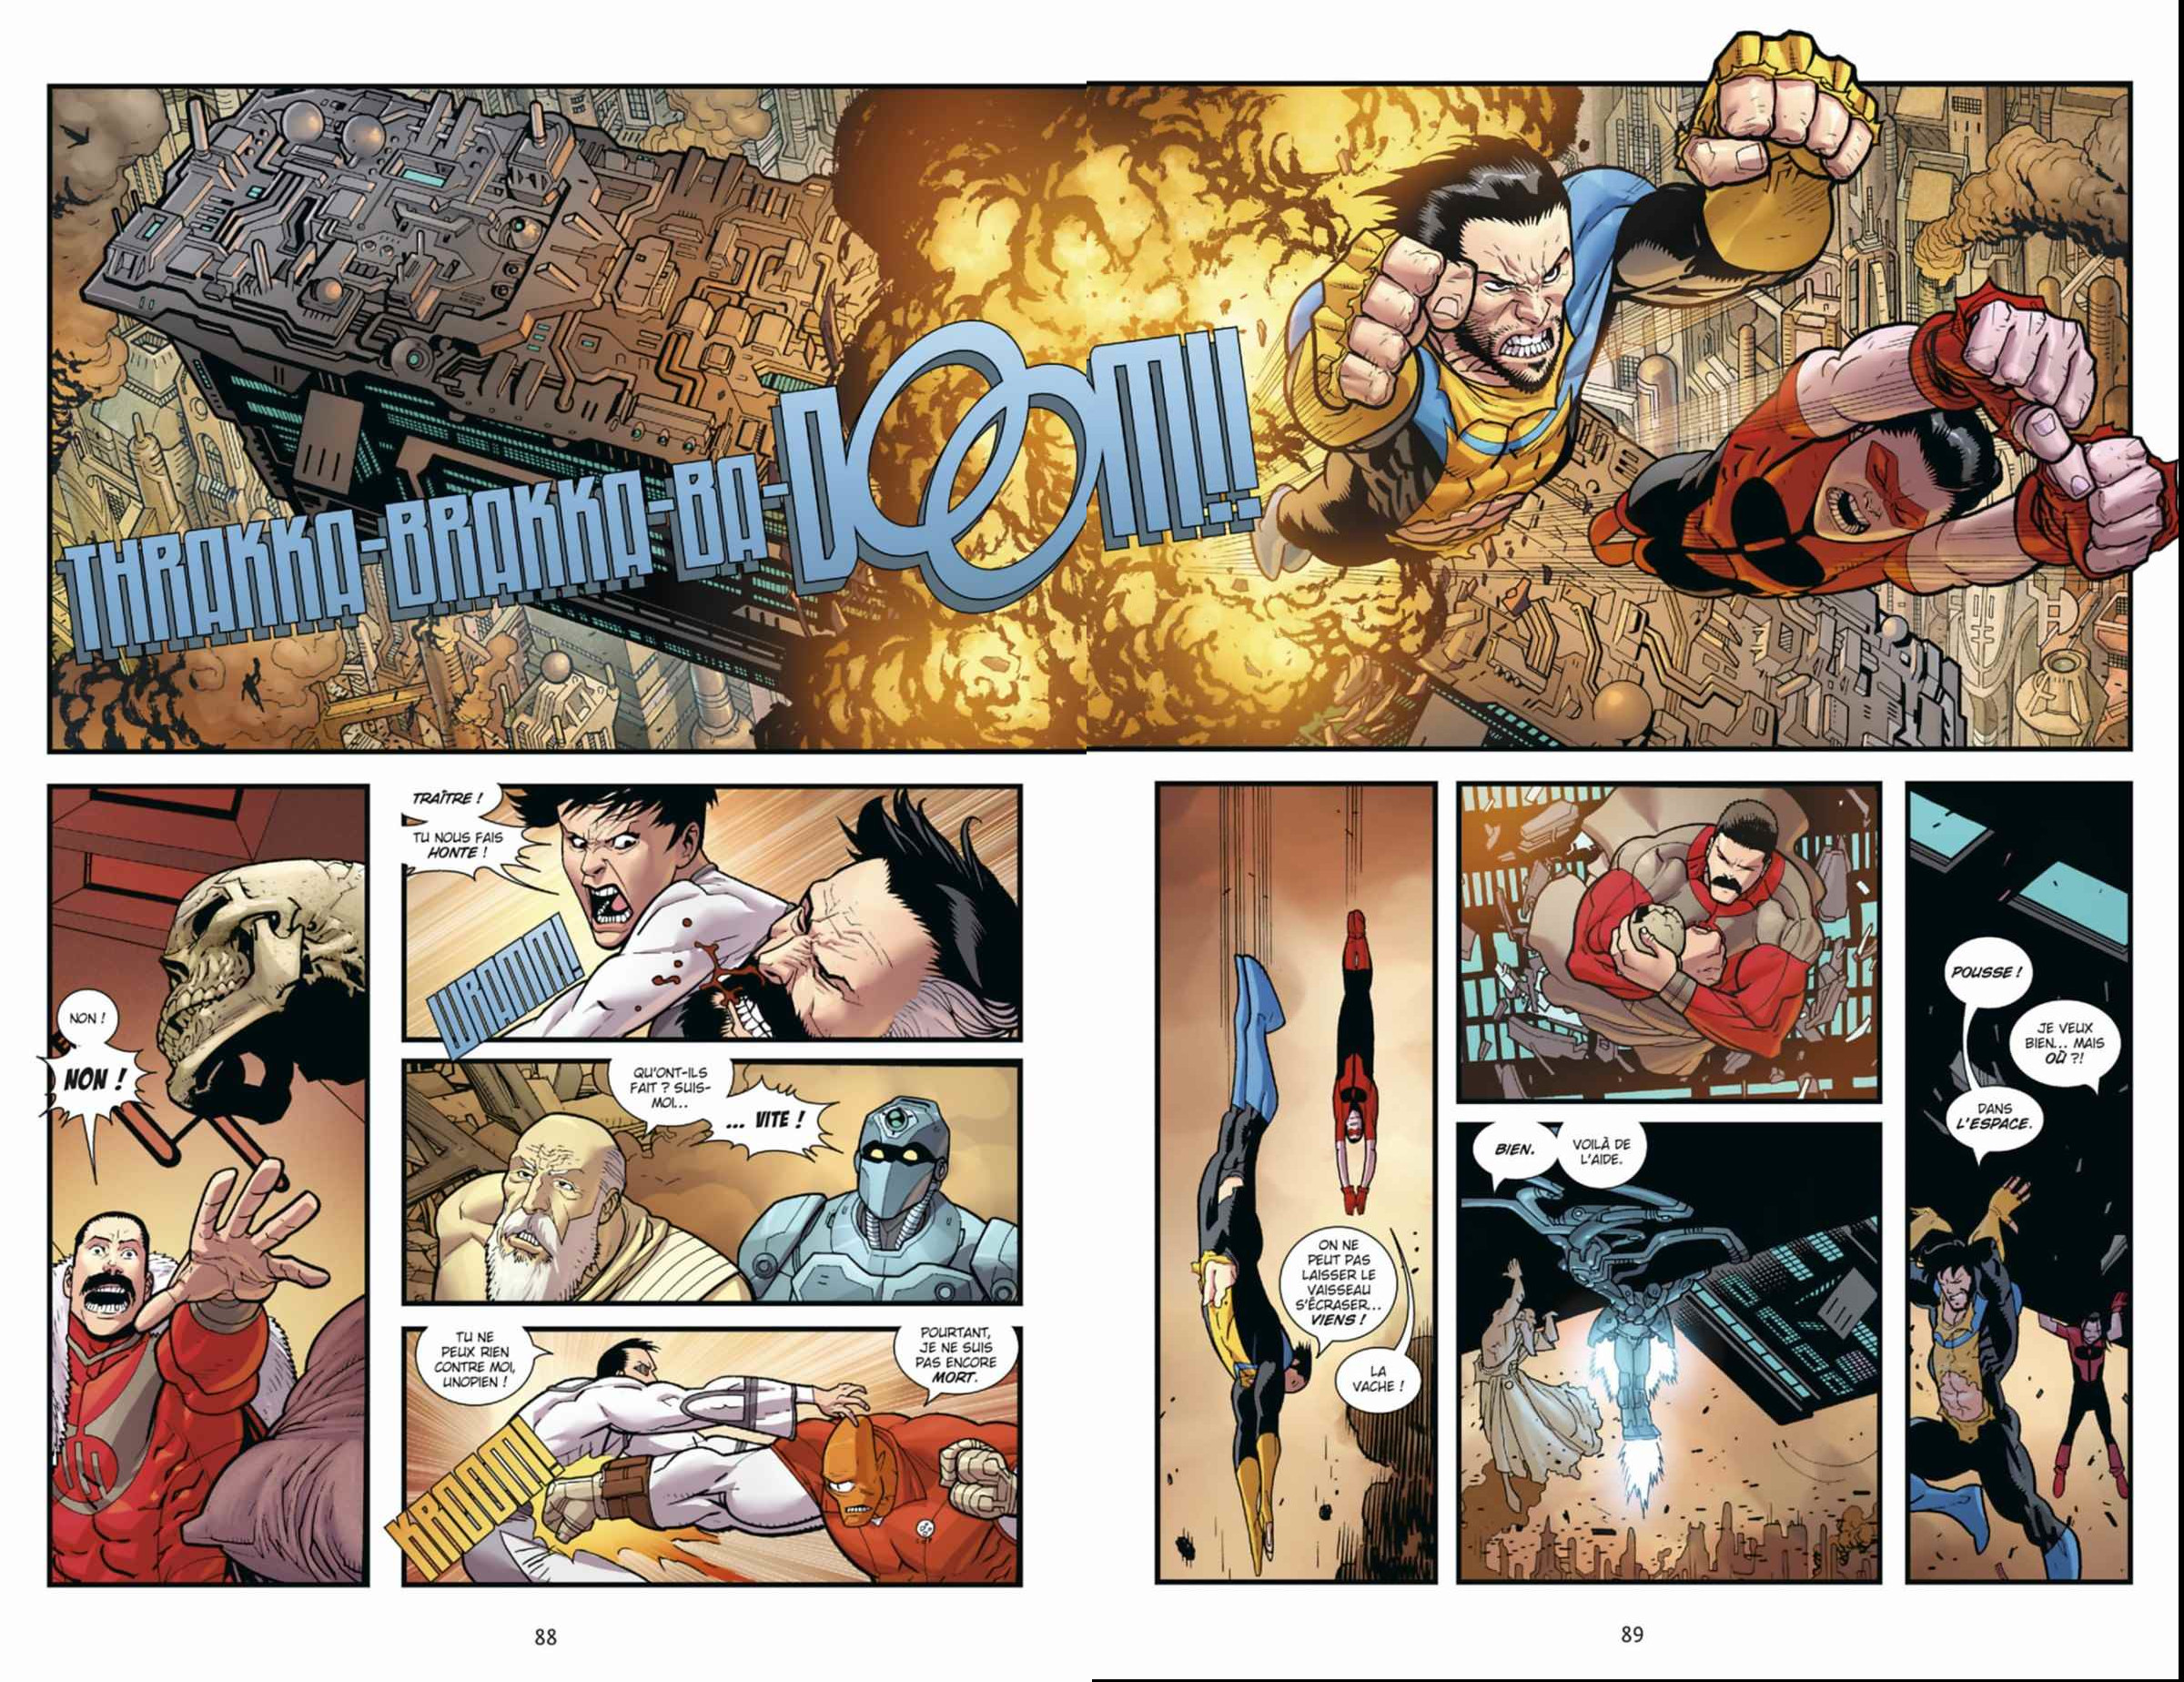 THRAKKA-BRAKKA-BA-DOOM!!
NON !
NON !
TRAÎTRE !
TU NOUS FAIS
HONTE !
WRAMM!
QU'ONT-ILS
FAIT ? SUIS-
MOI...
... VITE !
TU NE
PEUX RIEN
CONTRE MOI,
UNOPIEN !
POURTANT,
JE NE SUIS
PAS ENCORE
MORT.
KROOM!
88
ON NE
PEUT PAS
LAISSER LE
VAISSEAU
S'ÉCRASER...
VIENS !
LA
VACHE !
BIEN.
VOILÀ DE
L'AIDE.
POUSSE !
JE VEUX
BIEN... MAIS
OÙ ?!
DANS
L'ESPACE.
89